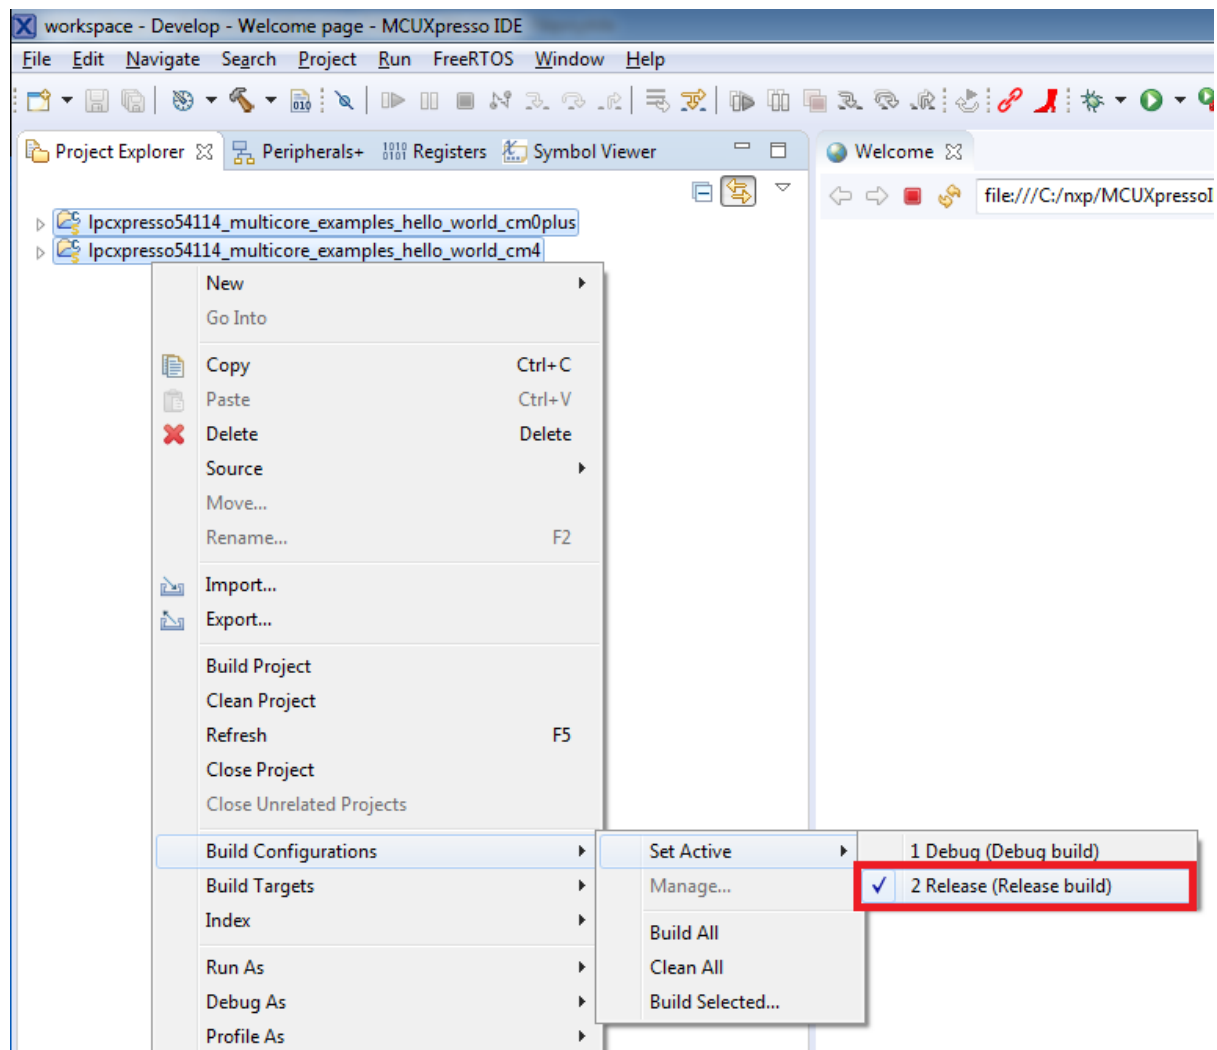 workspace - Develop - Welcome page - MCUXpresso IDE
File Edit Navigate Search Project Run FreeRTOS Window Help
010
Project Explorer Peripherals+ 1010 0101 Registers Symbol Viewer Welcome
file:///C:/nxp/MCUXpressoI
lpcxpresso54114_multicore_examples_hello_world_cm0plus
lpcxpresso54114_multicore_examples_hello_world_cm4
New
Go Into
Copy Ctrl+C
Paste Ctrl+V
Delete Delete
Source
Move...
Rename... F2
Import...
Export...
Build Project
Clean Project
Refresh F5
Close Project
Close Unrelated Projects
Build Configurations Set Active 1 Debug (Debug build)
Build Targets Manage... 2 Release (Release build)
Index
Build All
Run As Clean All
Debug As Build Selected...
Profile As